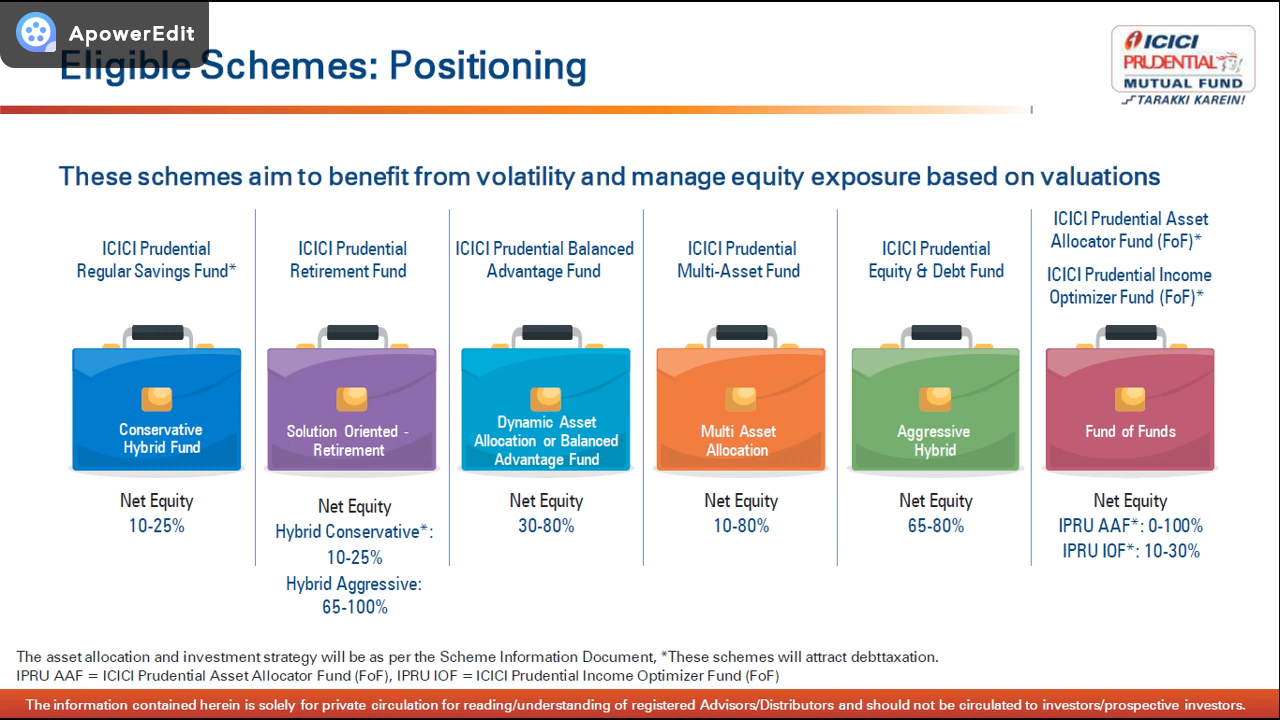 ApowerEdit
Eligible Schemes: Positioning
ICICI
PRUDENTIAL
MUTUAL FUND
TARAKKI KAREIN!
These schemes aim to benefit from volatility and manage equity exposure based on valuations
ICICI Prudential
Regular Savings Fund*
Conservative
Hybrid Fund
Net Equity
10-25%
ICICI Prudential
Retirement Fund
Solution Oriented -
Retirement
Net Equity
Hybrid Conservative*:
10-25%
Hybrid Aggressive:
65-100%
ICICI Prudential Balanced
Advantage Fund
Dynamic Asset
Allocation or Balanced
Advantage Fund
Net Equity
30-80%
ICICI Prudential
Multi-Asset Fund
Multi Asset
Allocation
Net Equity
10-80%
ICICI Prudential
Equity & Debt Fund
Aggressive
Hybrid
Net Equity
65-80%
ICICI Prudential Asset
Allocator Fund (FoF)*
ICICI Prudential Income
Optimizer Fund (FoF)*
Fund of Funds
Net Equity
IPRU AAF*: 0-100%
IPRU IOF*: 10-30%
The asset allocation and investment strategy will be as per the Scheme Information Document, *These schemes will attract debttaxation.
IPRU AAF = ICICI Prudential Asset Allocator Fund (FoF), IPRU IOF = ICICI Prudential Income Optimizer Fund (FoF)
The information contained herein is solely for private circulation for reading/understanding of registered Advisors/Distributors and should not be circulated to investors/prospective investors.